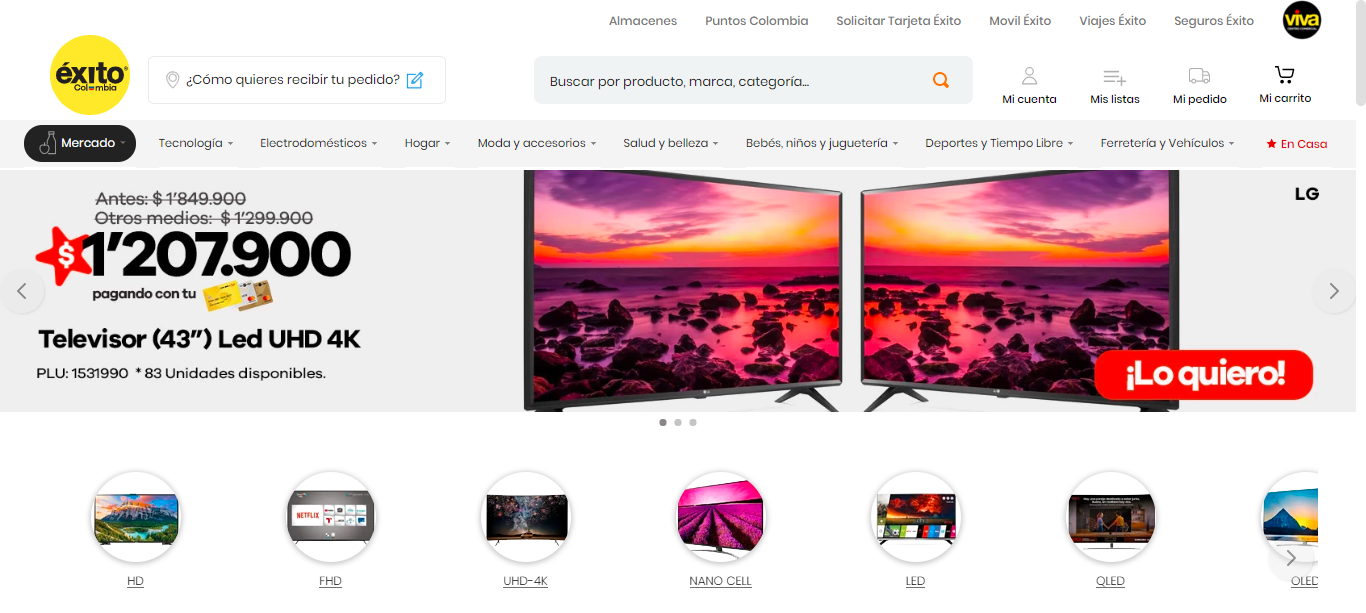 Almacenes Puntos Colombia Solicitar Tarjeta Éxito Movil Éxito Viajes Éxito Seguros Éxito
viva
éxito
Colombia
¿Cómo quieres recibir tu pedido?
Buscar por producto, marca, categoría...
Mi cuenta Mis listas Mi pedido Mi carrito
Mercado Tecnología Electrodomésticos Hogar Moda y accesorios Salud y belleza Bebés, niños y juguetería Deportes y Tiempo Libre Ferretería y Vehículos En Casa
Antes: $ 1'849.900
Otros medios: $ 1'299.900
$ 1'207.900
pagando con tu
Televisor (43”) Led UHD 4K
PLU: 1531990 * 83 Unidades disponibles.
LG
¡Lo quiero!
NETFLIX
HD FHD UHD-4K NANO CELL LED QLED OLED